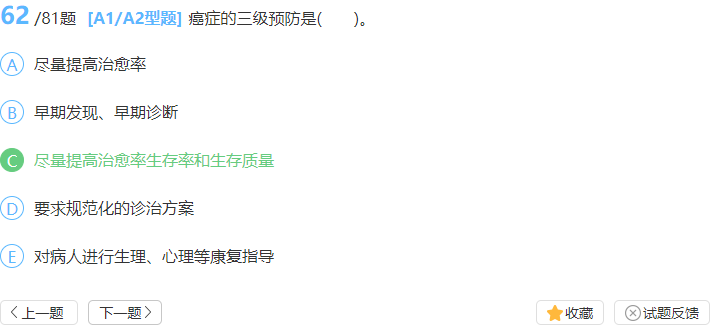 62 /81题 [A1/A2型题] 癌症的三级预防是(  )。
A 尽量提高治愈率
B 早期发现、早期诊断
C 尽量提高治愈率生存率和生存质量
D 要求规范化的诊治方案
E 对病人进行生理、心理等康复指导
上一题 下一题 收藏 试题反馈